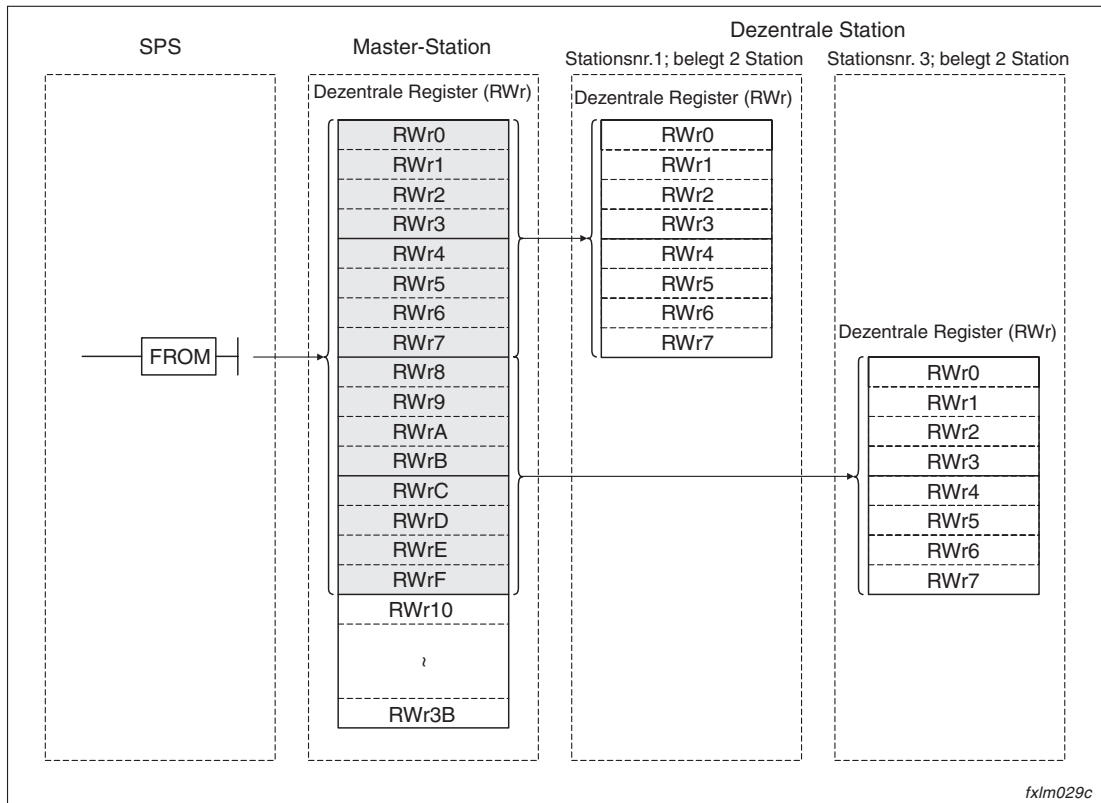 SPS
Master-Station
Dezentrale Station
Stationsnr.1; belegt 2 Station
Stationsnr. 3; belegt 2 Station
Dezentrale Register (RWr)
RWr0
RWr1
RWr2
RWr3
RWr4
RWr5
RWr6
RWr7
RWr8
RWr9
RWrA
RWrB
RWrC
RWrD
RWrE
RWrF
RWr10
~
RWr3B
FROM
Dezentrale Register (RWr)
RWr0
RWr1
RWr2
RWr3
RWr4
RWr5
RWr6
RWr7
Dezentrale Register (RWr)
RWr0
RWr1
RWr2
RWr3
RWr4
RWr5
RWr6
RWr7
fxlm029c